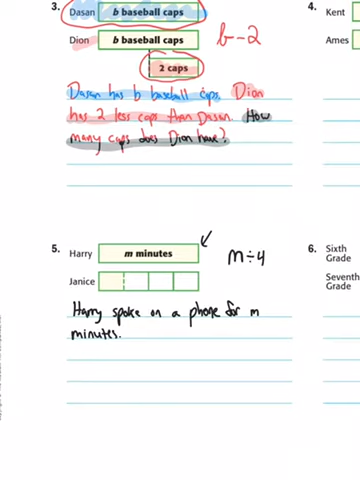 3.
Dasan b baseball caps
Dion b baseball caps b-2
2 caps
Dasan has b baseball caps. Dion
has 2 less caps than Dasan. How
many caps does Dion have?
4.
Kent
Ames
5.
Harry m minutes m÷4
Janice
Harry spoke on a phone for m
minutes.
6.
Sixth
Grade
Seventh
Grade